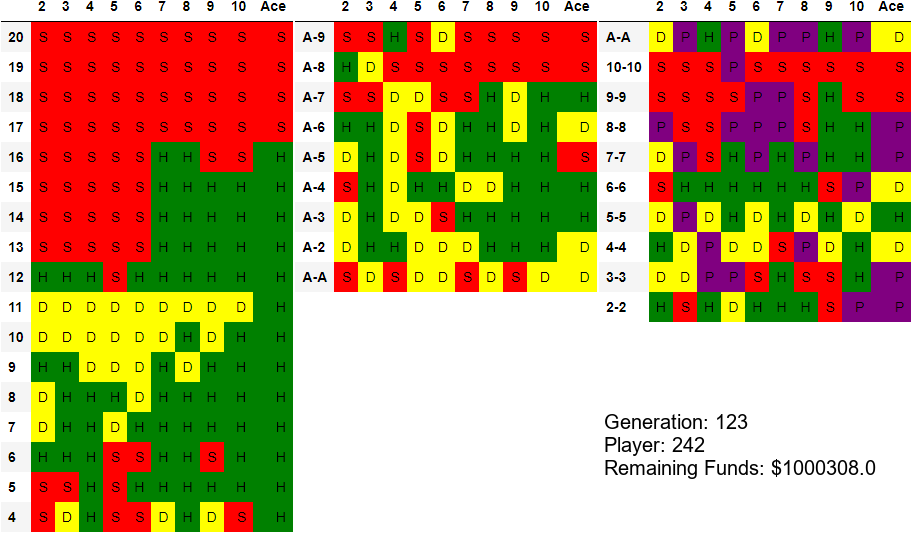 2 3 4 5 6 7 8 9 10 Ace
20 S S S S S S S S S S
19 S S S S S S S S S S
18 S S S S S S S S S S
17 S S S S S S S S S S
16 S S S S S H H S S H
15 S S S S S H H H H H
14 S S S S S H H H H H
13 S S S S S H H H H H
12 H H H S H H H H H H
11 D D D D D D D D D H
10 D D D D D D H D H H
9 H H D D D H D H H H
8 D H H H D H H H H H
7 D H H D H H H H H H
6 H H H S S H H S H H
5 S S H S H H H H H H
4 S D H S S D H D S H
2 3 4 5 6 7 8 9 10 Ace
A-9 S S H S D S S S S S
A-8 H D S S S S S S S S
A-7 S S D D S S H D H H
A-6 H H D S D H H D H D
A-5 D H D S D H H H H S
A-4 S H D H H D D H H H
A-3 D H D D S H H H H H
A-2 D H H D D D H H H D
A-A S D S D D S D S D D
2 3 4 5 6 7 8 9 10 Ace
A-A D P H P D P P H P D
10-10 S S S P S S S S S S
9-9 S S S S P P S H S S
8-8 P S S P P P S H H P
7-7 D P S H P H P H H P
6-6 S H H H H H H S P D
5-5 D P D H D H D H D H
4-4 H D P D D S P D H D
3-3 D D P P S H S S H P
2-2 H S H D H H H S P P
Generation: 123
Player: 242
Remaining Funds: $1000308.0